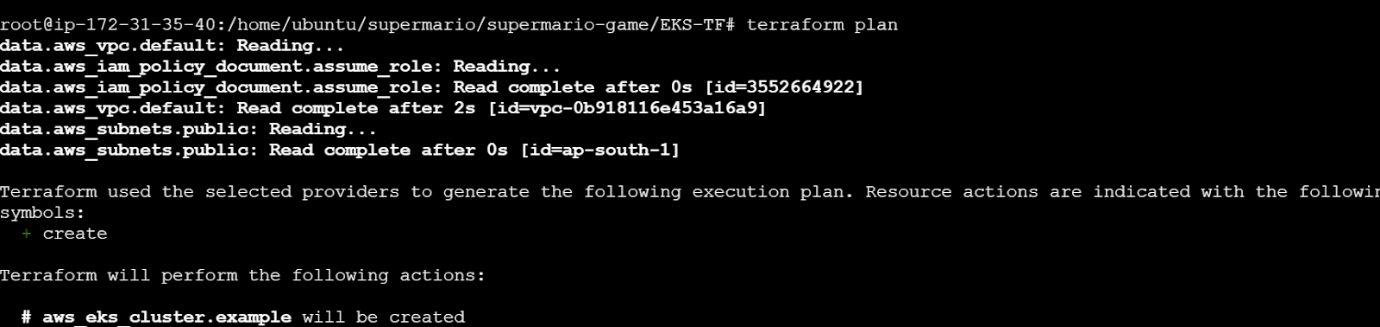 root@ip-172-31-35-40:/home/ubuntu/supermario/supermario-game/EKS-TF# terraform plan
data.aws_vpc.default: Reading...
data.aws_iam_policy_document.assume_role: Reading...
data.aws_iam_policy_document.assume_role: Read complete after 0s [id=3552664922]
data.aws_vpc.default: Read complete after 2s [id=vpc-0b918116e453a16a9]
data.aws_subnets.public: Reading...
data.aws_subnets.public: Read complete after 0s [id=ap-south-1]
Terraform used the selected providers to generate the following execution plan. Resource actions are indicated with the followin
symbols:
+ create
Terraform will perform the following actions:
# aws_eks_cluster.example will be created